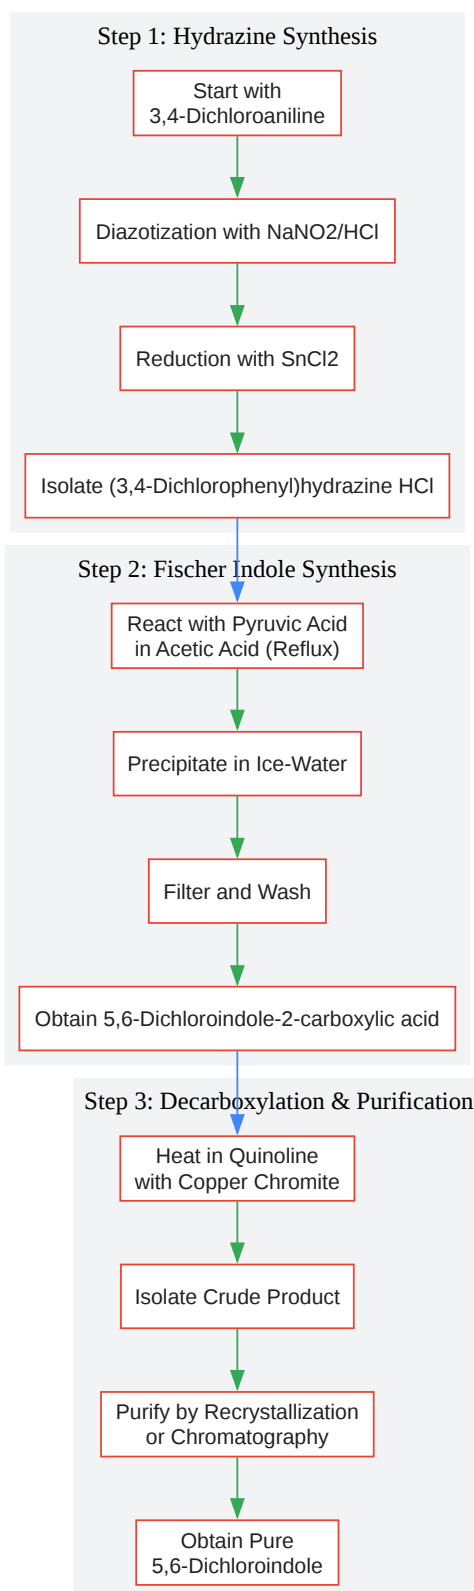 Step 1: Hydrazine Synthesis
Start with
3,4-Dichloroaniline
Diazotization with NaNO2/HCl
Reduction with SnCl2
Isolate (3,4-Dichlorophenyl)hydrazine HCl
Step 2: Fischer Indole Synthesis
React with Pyruvic Acid
in Acetic Acid (Reflux)
Precipitate in Ice-Water
Filter and Wash
Obtain 5,6-Dichloroindole-2-carboxylic acid
Step 3: Decarboxylation & Purification
Heat in Quinoline
with Copper Chromite
Isolate Crude Product
Purify by Recrystallization
or Chromatography
Obtain Pure
5,6-Dichloroindole